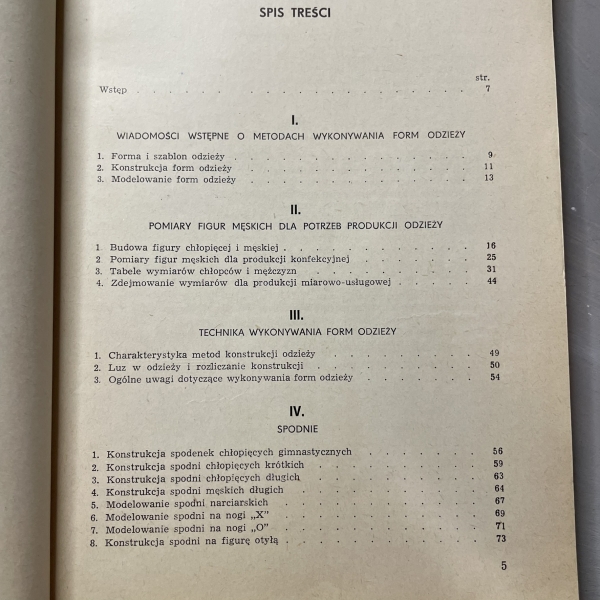 SPIS TREŚCI
str.
Wstęp . . . . . . . . . . . . . . . . . . . 7
I.
WIADOMOŚCI WSTĘPNE O METODACH WYKONYWANIA FORM ODZIEŻY
1. Forma i szablon odzieży . . . . . . . . . . . . 9
2. Konstrukcja form odzieży . . . . . . . . . . . . 11
3. Modelowanie form odzieży . . . . . . . . . . . 13
II.
POMIARY FIGUR MĘSKICH DLA POTRZEB PRODUKCJI ODZIEŻY
1 Budowa figury chłopięcej i męskiej . . . . . . . . . 16
2 Pomiary figur męskich dla produkcji konfekcyjnej . . . . . . 25
3. Tabele wymiarów chłopców i mężczyzn . . . . . . . . 31
4. Zdejmowanie wymiarów dla produkcji miarowo-usługowej . . . . 44
III.
TECHNIKA WYKONYWANIA FORM ODZIEŻY
1. Charakterystyka metod konstrukcji odzieży . . . . . . . 49
2. Luz w odzieży i rozliczanie konstrukcji . . . . . . . . 50
3. Ogólne uwagi dotyczące wykonywania form odzieży . . . . . 54
IV.
SPODNIE
1. Konstrukcja spodenek chłopięcych gimnastycznych . . . . . 56
2. Konstrukcja spodni chłopięcych krótkich . . . . . . . 59
3. Konstrukcja spodni chłopięcych długich . . . . . . . . 63
4. Konstrukcja spodni męskich długich . . . . . . . . 64
5. Modelowanie spodni narciarskich . . . . . . . . . 67
6. Modelowanie spodni na nogi „X” . . . . . . . . . 69
7. Modelowanie spodni na nogi „O” . . . . . . . . . 71
8. Konstrukcja spodni na figurę otyłą . . . . . . . . . 73
5